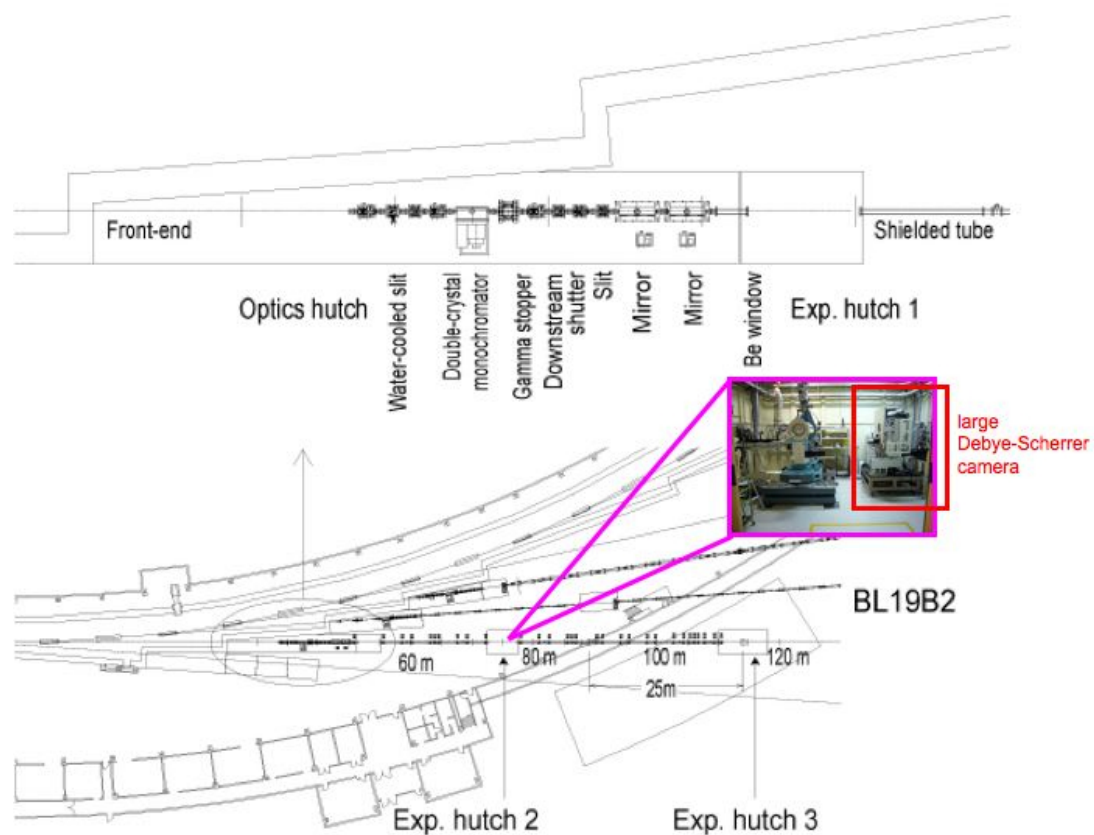 Front-end
Shielded tube
Optics hutch
Water-cooled slit
Double-crystal
monochromator
Gamma stopper
Downstream
shutter
Slit
Mirror
Mirror
Be window
Exp. hutch 1
large
Debye-Scherrer
camera
BL19B2
60 m
80 m
100 m
120 m
25m
Exp. hutch 2
Exp. hutch 3